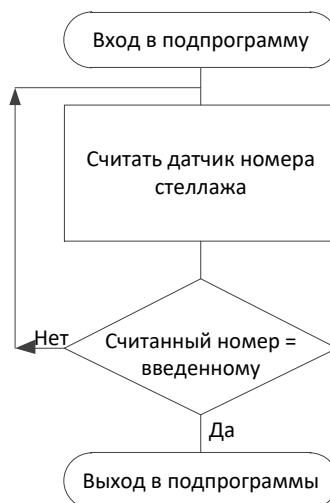 Вход в подпрограмму
Считать датчик номера
стеллажа
Нет
Считанный номер =
введенному
Да
Выход в подпрограммы